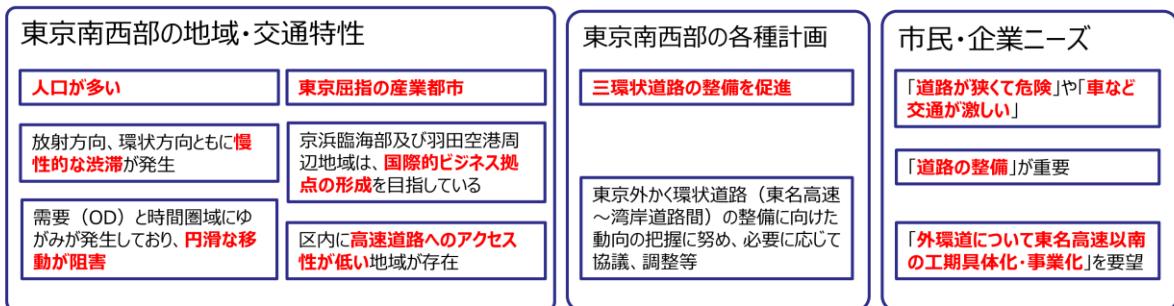 東京南西部の地域・交通特性
人口が多い
放射方向、環状方向ともに慢
性的な渋滞が発生
需要（OD）と時間圏域にゆ
がみが発生しており、円滑な移
動が阻害
東京屈指の産業都市
京浜臨海部及び羽田空港周
辺地域は、国際的ビジネス拠
点の形成を目指している
区内に高速道路へのアクセス
性が低い地域が存在
東京南西部の各種計画
三環状道路の整備を促進
東京外かく環状道路（東名高速
～湾岸道路間）の整備に向けた
動向の把握に努め、必要に応じて
協議、調整等
市民・企業ニーズ
「道路が狭くて危険」や「車など
交通が激しい」
「道路の整備」が重要
「外環道について東名高速以南
の工期具体化・事業化」を要望